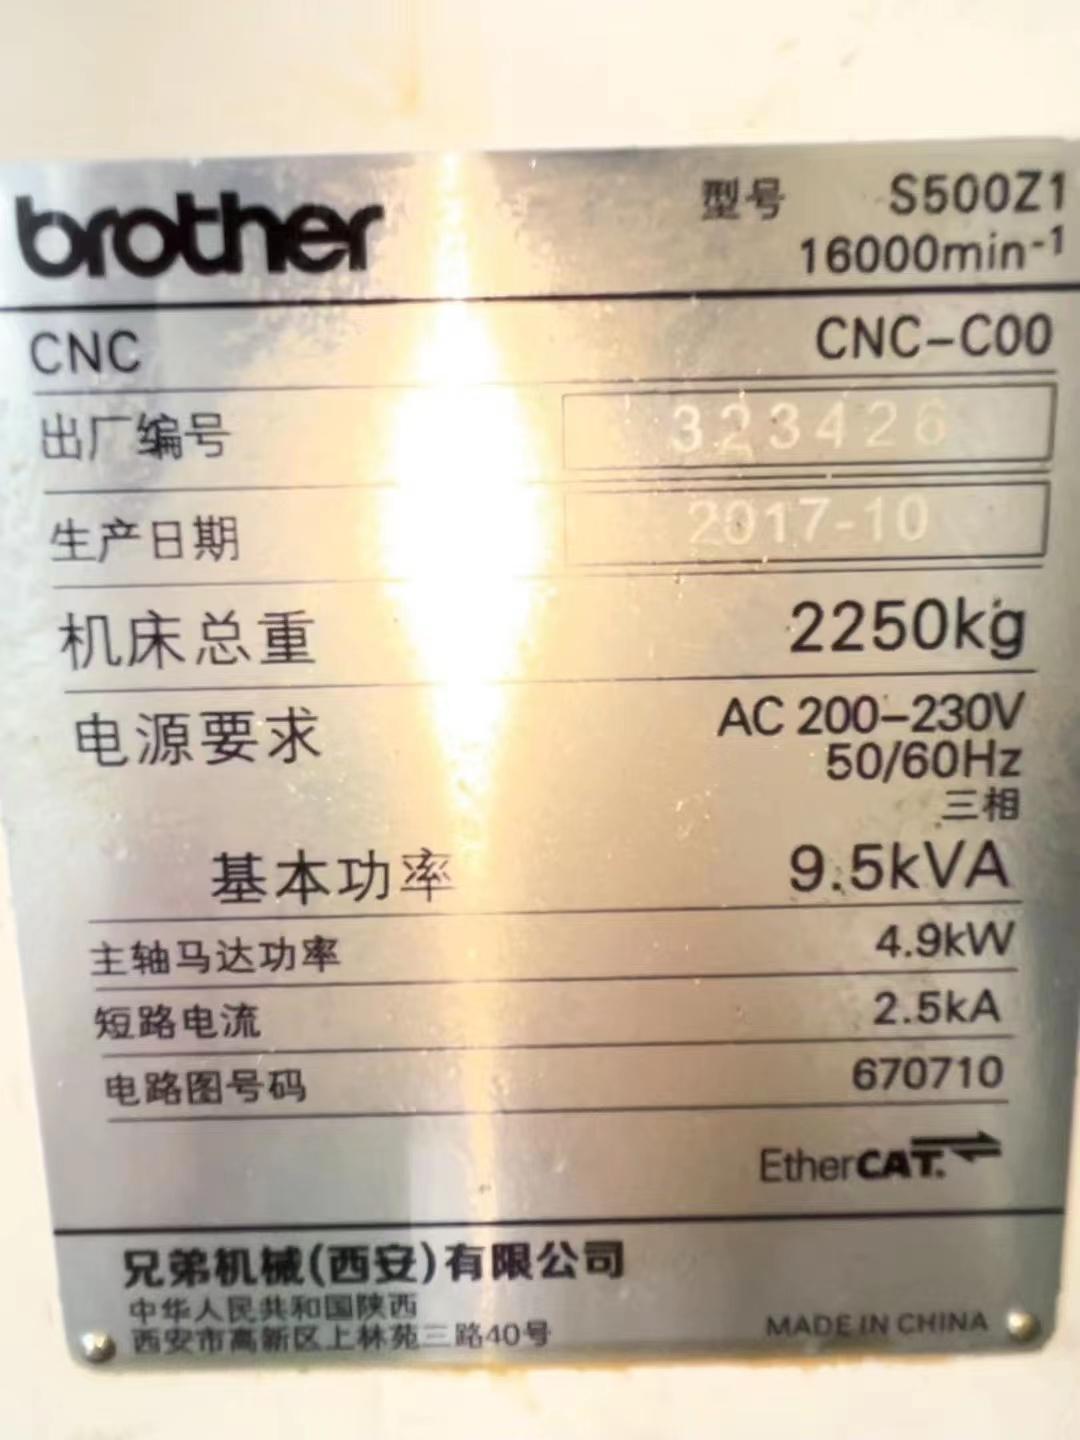 brother 型号 S500Z1
16000min-1
CNC CNC-C00
出厂编号 323426
生产日期 2017-10
机床总重 2250kg
电源要求 AC 200-230V
50/60Hz
三相
基本功率 9.5kVA
主轴马达功率 4.9kW
短路电流 2.5kA
电路图号码 670710
EtherCAT.
兄弟机械(西安)有限公司
中华人民共和国陕西
西安市高新区上林苑三路40号 MADE IN CHINA